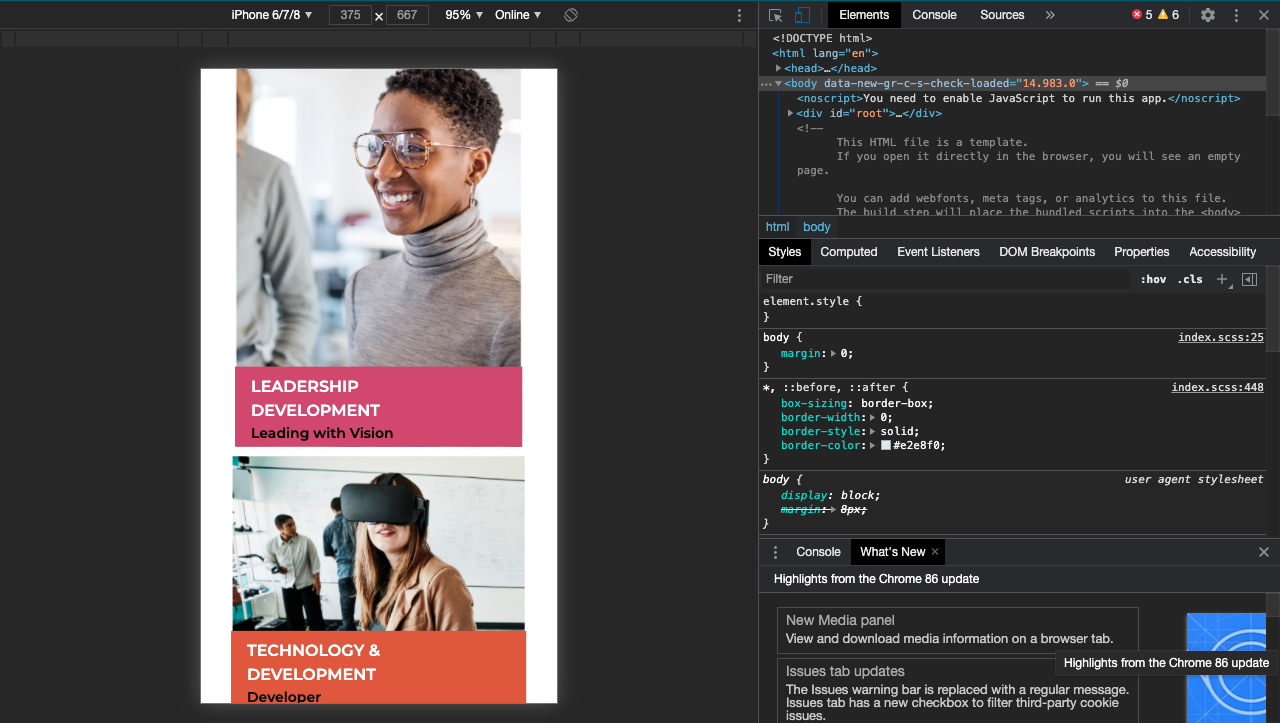 iPhone 6/7/8 ▼ 375 × 667 95% ▼ Online ▼
LEADERSHIP
DEVELOPMENT
Leading with Vision
TECHNOLOGY &
DEVELOPMENT
Developer
Elements Console Sources » 5 6
<!DOCTYPE html>
<html lang="en">
▶<head>…</head>
…▼<body data-new-gr-c-s-check-loaded="14.983.0"> == $0
<noscript>You need to enable JavaScript to run this app.</noscript>
▶<div id="root">…</div>
<!--
This HTML file is a template.
If you open it directly in the browser, you will see an empty
page.
You can add webfonts, meta tags, or analytics to this file.
The build step will place the bundled scripts into the <body>
html body
Styles Computed Event Listeners DOM Breakpoints Properties Accessibility
Filter :hov .cls +
element.style {
}
body { index.scss:25
margin:▶ 0;
}
*, ::before, ::after { index.scss:448
box-sizing: border-box;
border-width:▶ 0;
border-style:▶ solid;
border-color:▶ #e2e8f0;
}
body { user agent stylesheet
display: block;
margin:▶ 8px;
}
Console What's New ×
Highlights from the Chrome 86 update
New Media panel
View and download media information on a browser tab.
Highlights from the Chrome 86 update
Issues tab updates
The Issues warning bar is replaced with a regular message.
Issues tab has a new checkbox to filter third-party cookie
issues.